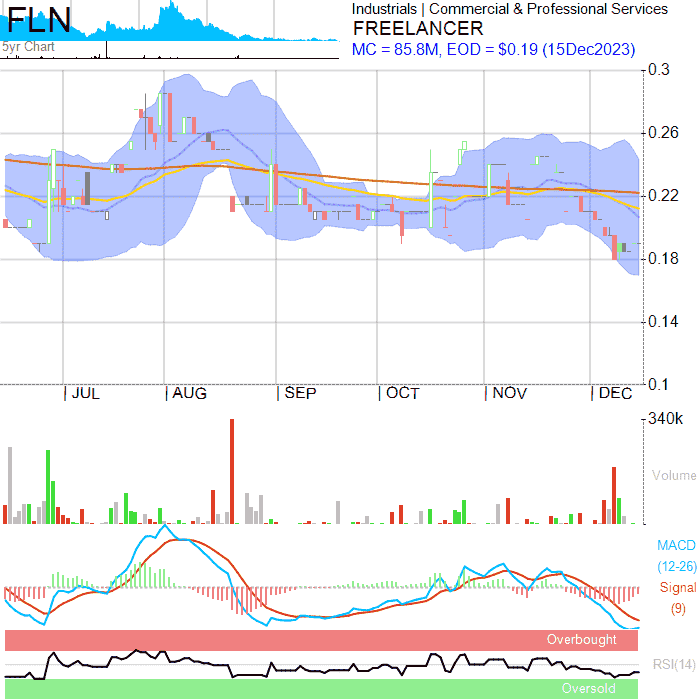 FLN
5yr Chart
Industrials | Commercial & Professional Services
FREELANCER
MC = 85.8M, EOD = $0.19 (15Dec2023)
0.3
0.26
0.22
0.18
0.14
0.1
JUL AUG SEP OCT NOV DEC
340k
Volume
MACD
(12-26)
Signal
(9)
Overbought
RSI(14)
Oversold